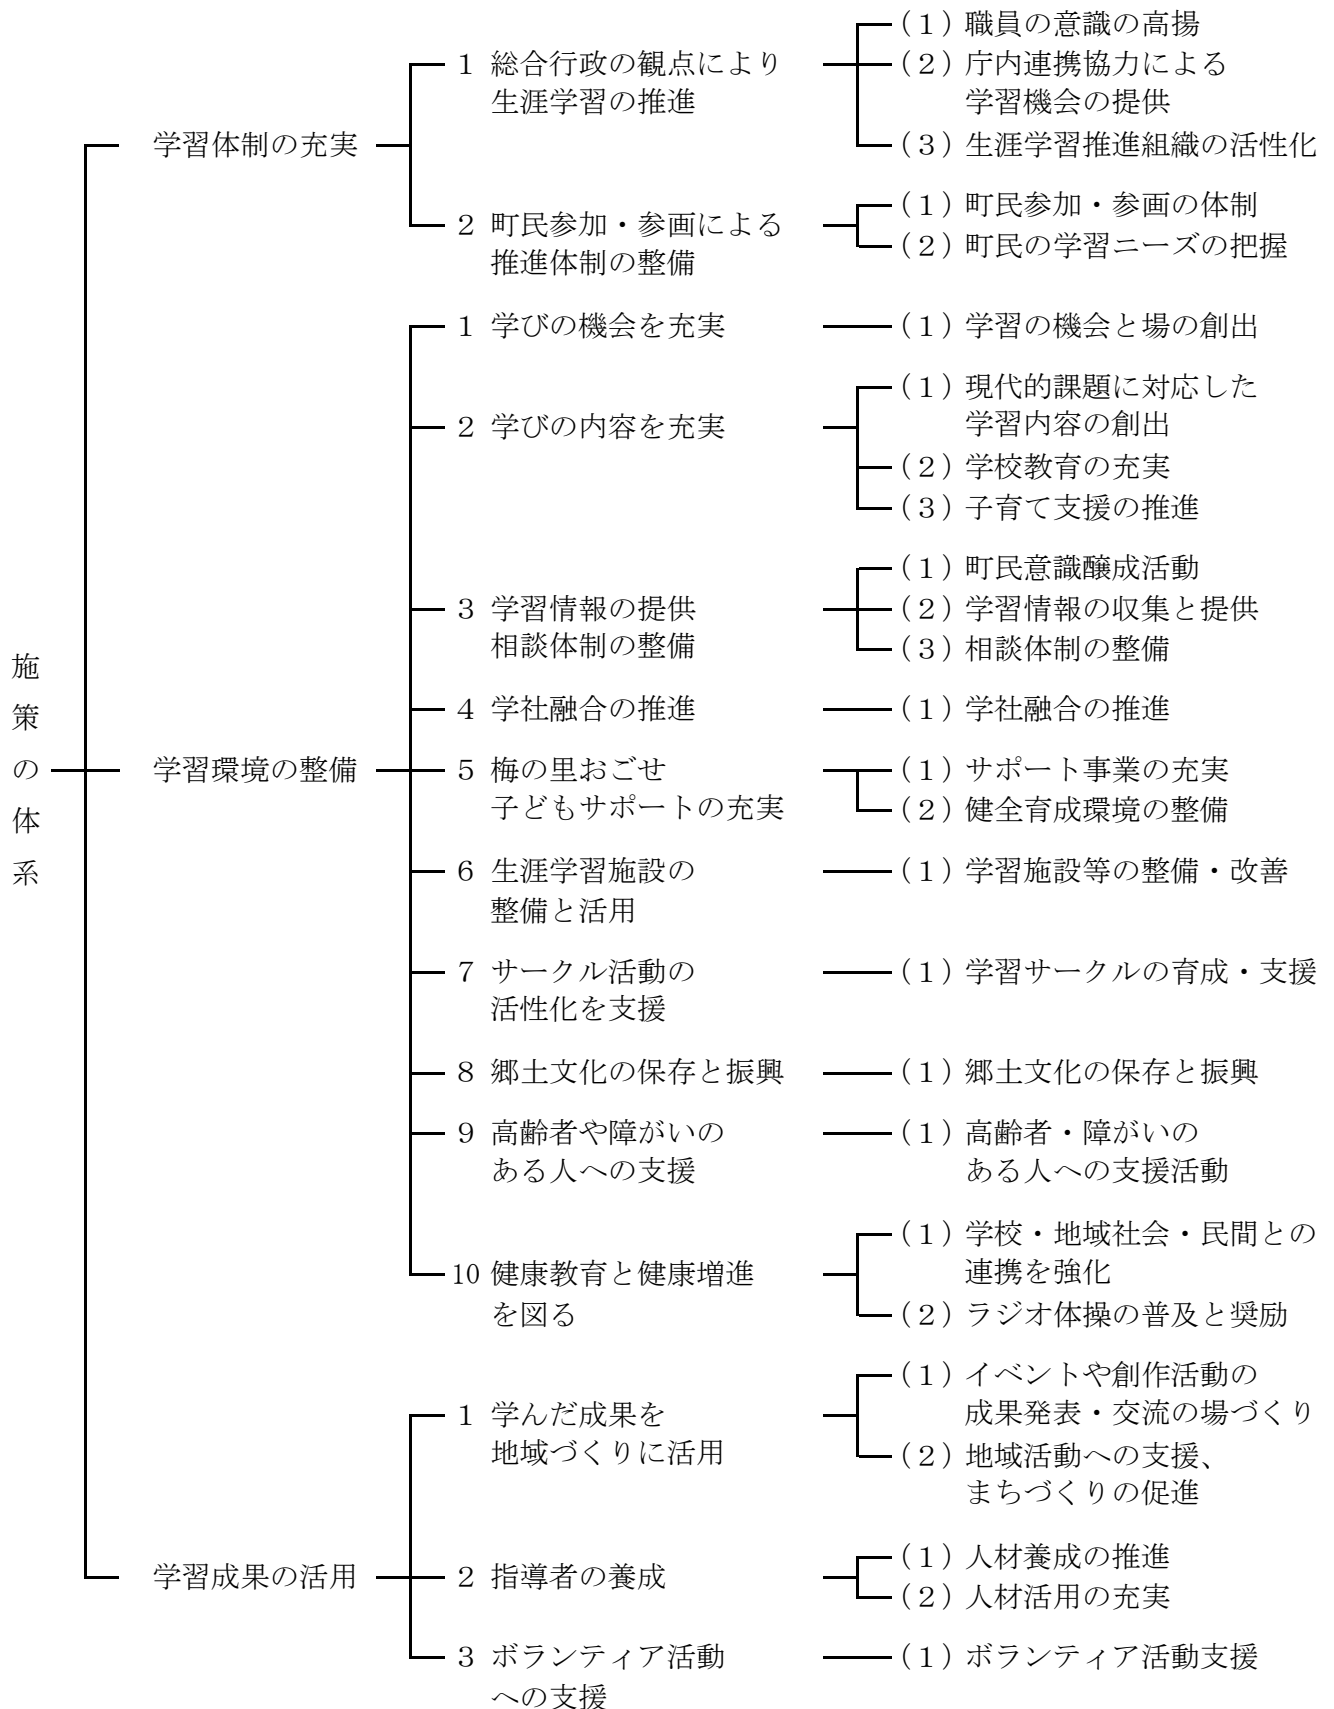 施策の体系
学習体制の充実
1 総合行政の観点により
生涯学習の推進
(1)職員の意識の高揚
(2)庁内連携協力による
学習機会の提供
(3)生涯学習推進組織の活性化
2 町民参加・参画による
推進体制の整備
(1)町民参加・参画の体制
(2)町民の学習ニーズの把握
学習環境の整備
1 学びの機会を充実
(1)学習の機会と場の創出
2 学びの内容を充実
(1)現代的課題に対応した
学習内容の創出
(2)学校教育の充実
(3)子育て支援の推進
3 学習情報の提供
相談体制の整備
(1)町民意識醸成活動
(2)学習情報の収集と提供
(3)相談体制の整備
4 学社融合の推進
(1)学社融合の推進
5 梅の里おごせ
子どもサポートの充実
(1)サポート事業の充実
(2)健全育成環境の整備
6 生涯学習施設の
整備と活用
(1)学習施設等の整備・改善
7 サークル活動の
活性化を支援
(1)学習サークルの育成・支援
8 郷土文化の保存と振興
(1)郷土文化の保存と振興
9 高齢者や障がいの
ある人への支援
(1)高齢者・障がいの
ある人への支援活動
10 健康教育と健康増進
を図る
(1)学校・地域社会・民間との
連携を強化
(2)ラジオ体操の普及と奨励
学習成果の活用
1 学んだ成果を
地域づくりに活用
(1)イベントや創作活動の
成果発表・交流の場づくり
(2)地域活動への支援、
まちづくりの促進
2 指導者の養成
(1)人材養成の推進
(2)人材活用の充実
3 ボランティア活動
への支援
(1)ボランティア活動支援